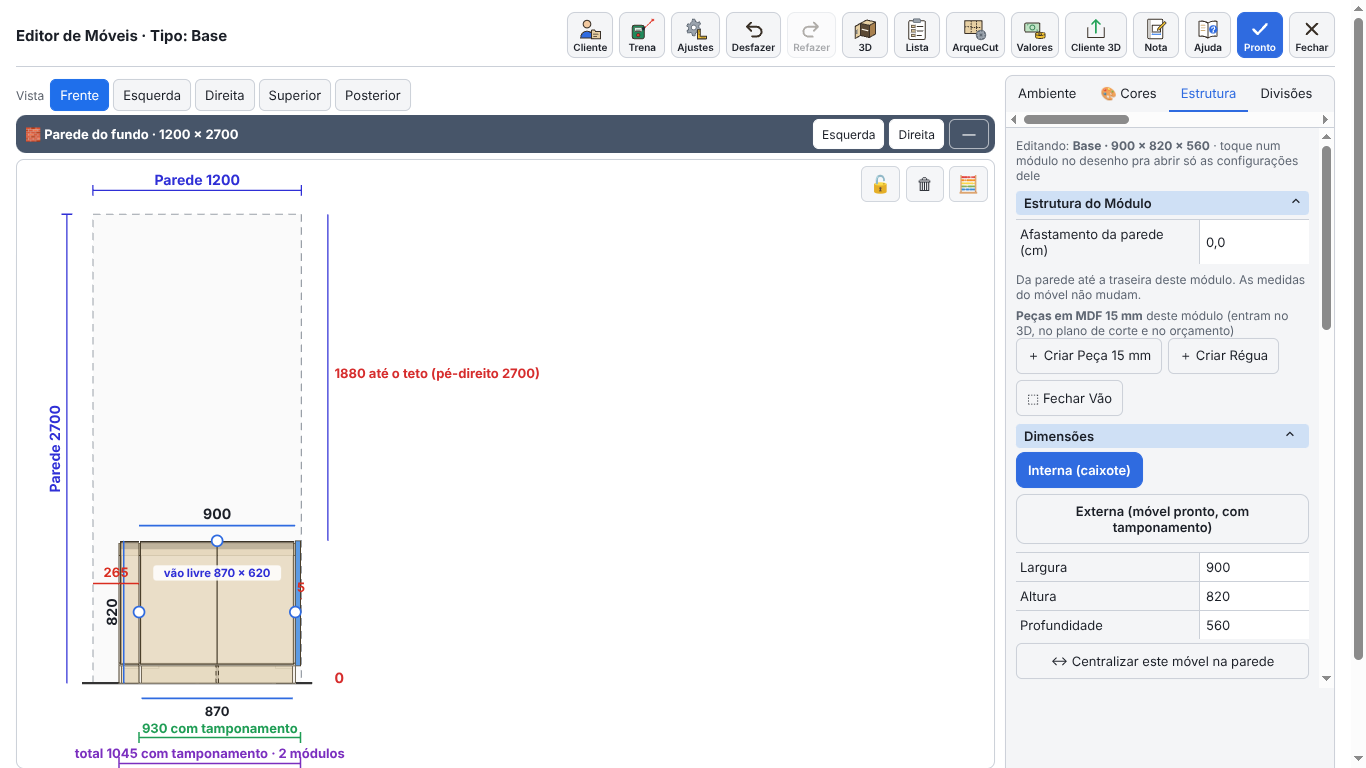 Editor de Móveis · Tipo: Base
Cliente
Trena
Ajustes
Desfazer
Refazer
3D
Lista
ArqueCut
Valores
Cliente 3D
Nota
Ajuda
Pronto
Fechar
Vista
Frente
Esquerda
Direita
Superior
Posterior
Parede do fundo · 1200 × 2700
Esquerda
Direita
—
Parede 1200
Parede 2700
1880 até o teto (pé-direito 2700)
900
265
vão livre 870 × 620
5
820
0
870
930 com tamponamento
total 1045 com tamponamento · 2 módulos
Ambiente
Cores
Estrutura
Divisões
Editando: Base · 900 × 820 × 560 · toque num
módulo no desenho pra abrir só as configurações
dele
Estrutura do Módulo
Afastamento da parede
(cm)
0,0
Da parede até a traseira deste módulo. As medidas
do móvel não mudam.
Peças em MDF 15 mm deste módulo (entram no
3D, no plano de corte e no orçamento)
+ Criar Peça 15 mm
+ Criar Régua
Fechar Vão
Dimensões
Interna (caixote)
Externa (móvel pronto, com
tamponamento)
Largura
900
Altura
820
Profundidade
560
↔ Centralizar este móvel na parede